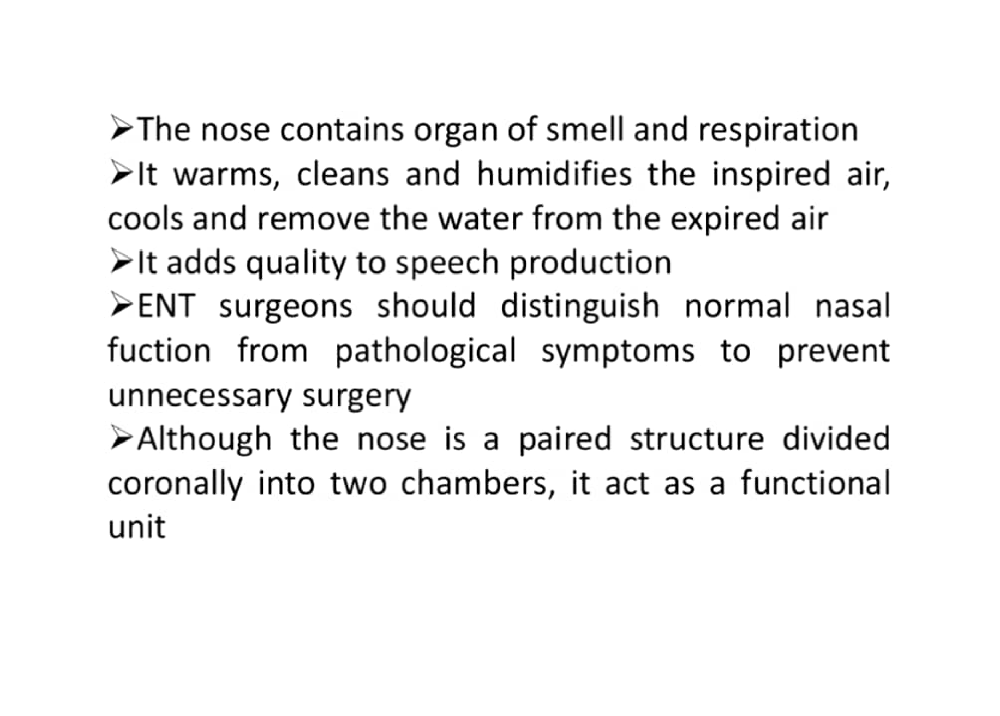 ➢The nose contains organ of smell and respiration
➢It warms, cleans and humidifies the inspired air,
cools and remove the water from the expired air
➢It adds quality to speech production
➢ENT surgeons should distinguish normal nasal
fuction from pathological symptoms to prevent
unnecessary surgery
➢Although the nose is a paired structure divided
coronally into two chambers, it act as a functional
unit